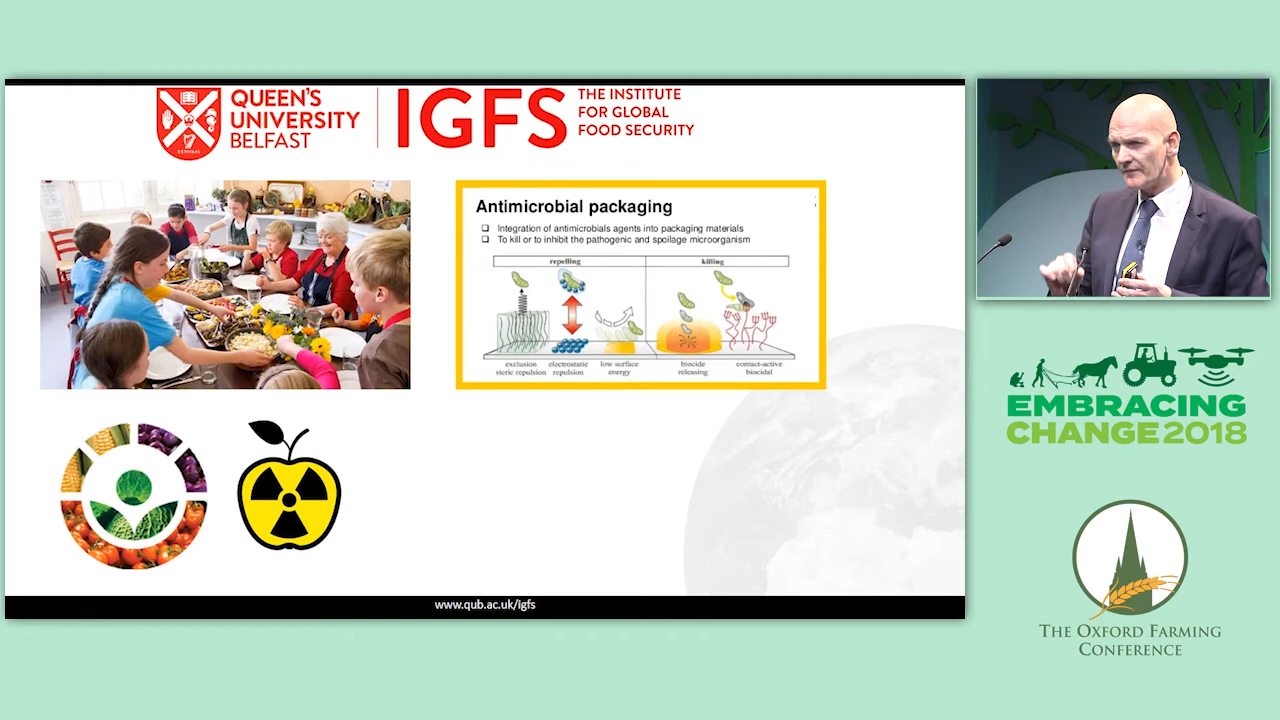 QUEEN'S
UNIVERSITY
BELFAST
ESTD1845
IGFS
THE INSTITUTE
FOR GLOBAL
FOOD SECURITY
Antimicrobial packaging
Integration of antimicrobials agents into packaging materials
To kill or to inhibit the pathogenic and spoilage microorganism
repelling
killing
exclusion
steric repulsion
electrostatic
repulsion
low surface
energy
biocide
releasing
contact-active
biocidal
www.qub.ac.uk/igfs
EMBRACING
CHANGE2018
THE OXFORD FARMING
CONFERENCE